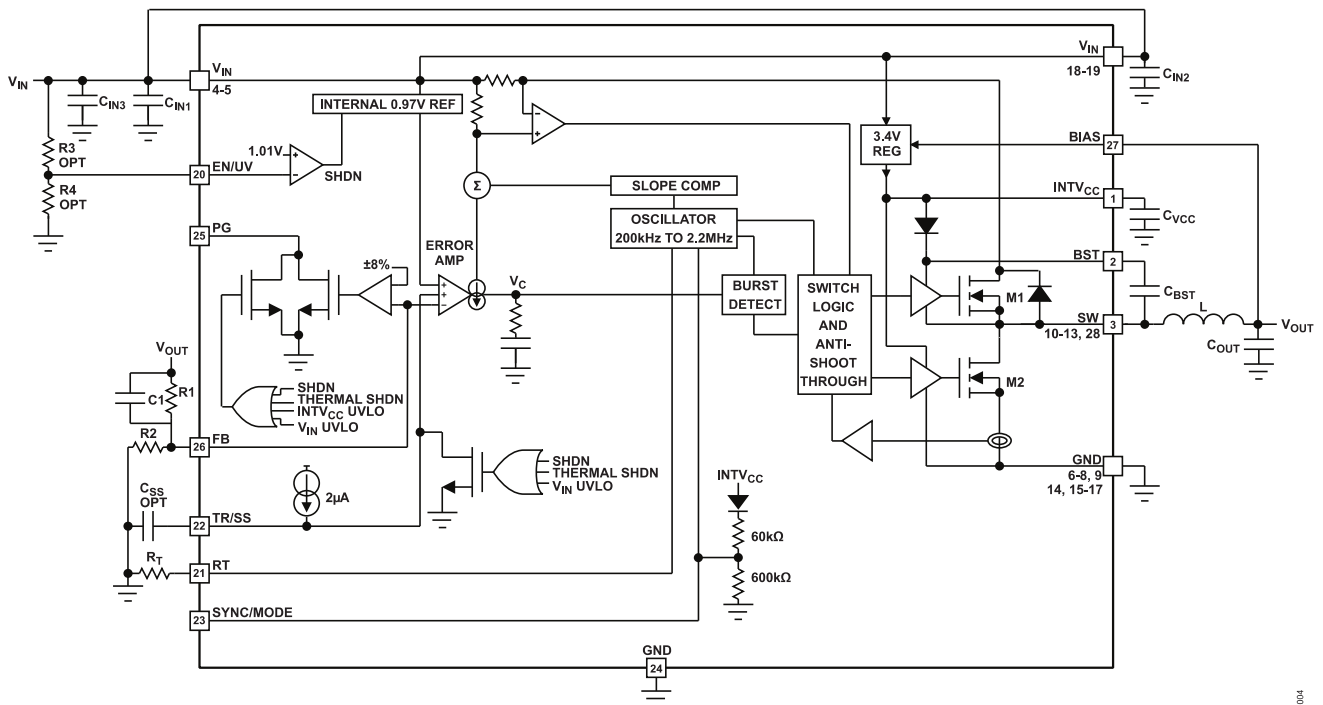 VIN
VIN
4-5
VIN
18-19
CIN3
CIN1
CIN2
INTERNAL 0.97V REF
3.4V
REG
BIAS
27
R3
OPT
1.01V
+
−
SHDN
20
EN/UV
R4
OPT
−
+
Σ
SLOPE COMP
INTVCC
1
CVCC
OSCILLATOR
200kHz TO 2.2MHz
PG
25
ERROR
AMP
±8%
+
+
−
VC
BURST
DETECT
SWITCH
LOGIC
AND
ANTI-
SHOOT
THROUGH
BST
2
CBST
M1
SW
3
10-13, 28
L
VOUT
COUT
M2
VOUT
C1
R1
SHDN
THERMAL SHDN
INTVCC UVLO
VIN UVLO
R2
26
FB
SHDN
THERMAL SHDN
VIN UVLO
GND
6-8, 9
14, 15-17
CSS
OPT
2µA
INTVCC
60kΩ
600kΩ
22
TR/SS
RT
21
RT
23
SYNC/MODE
GND
24
004